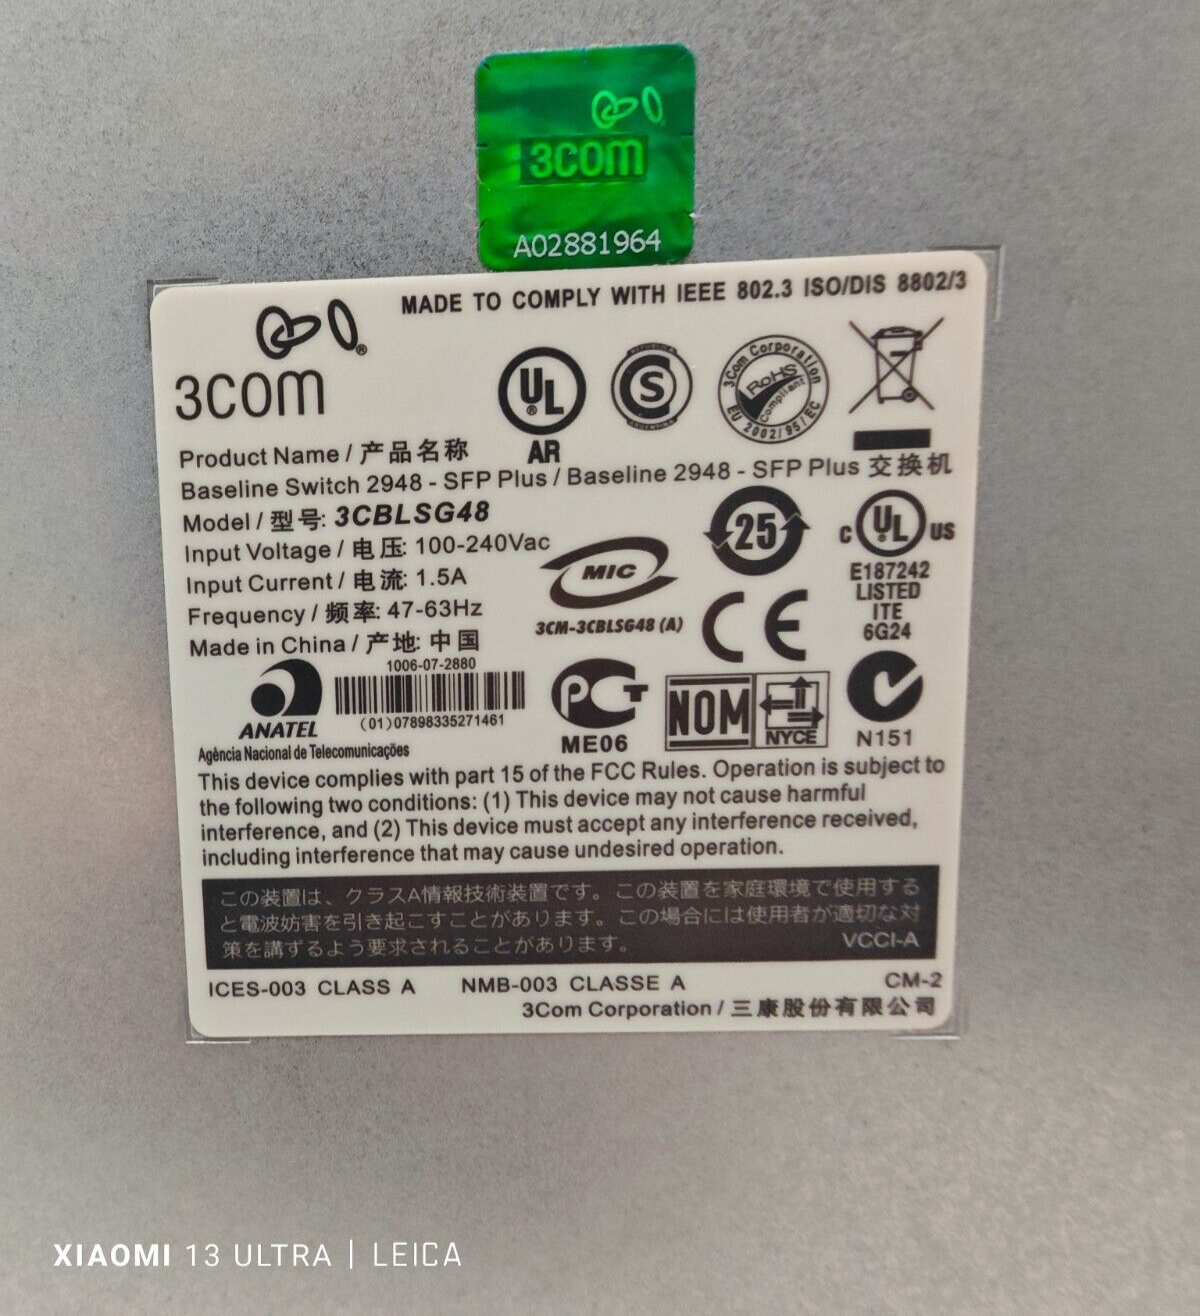 3COM
A02881964
MADE TO COMPLY WITH IEEE 802.3 ISO/DIS 8802/3
3COM
UL
AR
S
REPUBLICA
ARGENTINA
3Com Corporation
RoHS
Compliant
EU 2002/95/EC
Product Name / 产品名称
Baseline Switch 2948 - SFP Plus / Baseline 2948 - SFP Plus 交换机
Model / 型号: 3CBLSG48
Input Voltage / 电压: 100-240Vac
Input Current / 电流: 1.5A
Frequency / 频率: 47-63Hz
Made in China / 产地: 中国
MIC
3CM-3CBLSG48 (A)
25
CE
C UL US
E187242
LISTED
ITE
6G24
ANATEL
Agência Nacional de Telecomunicações
1006-07-2880
(01)07898335271461
PCT
ME06
NOM
NYCE
N151
This device complies with part 15 of the FCC Rules. Operation is subject to
the following two conditions: (1) This device may not cause harmful
interference, and (2) This device must accept any interference received,
including interference that may cause undesired operation.
この装置は、クラスA情報技術装置です。この装置を家庭環境で使用する
と電波妨害を引き起こすことがあります。この場合には使用者が適切な対
策を講ずるよう要求されることがあります。 VCCI-A
ICES-003 CLASS A NMB-003 CLASSE A CM-2
3Com Corporation / 三康股份有限公司
XIAOMI 13 ULTRA | LEICA